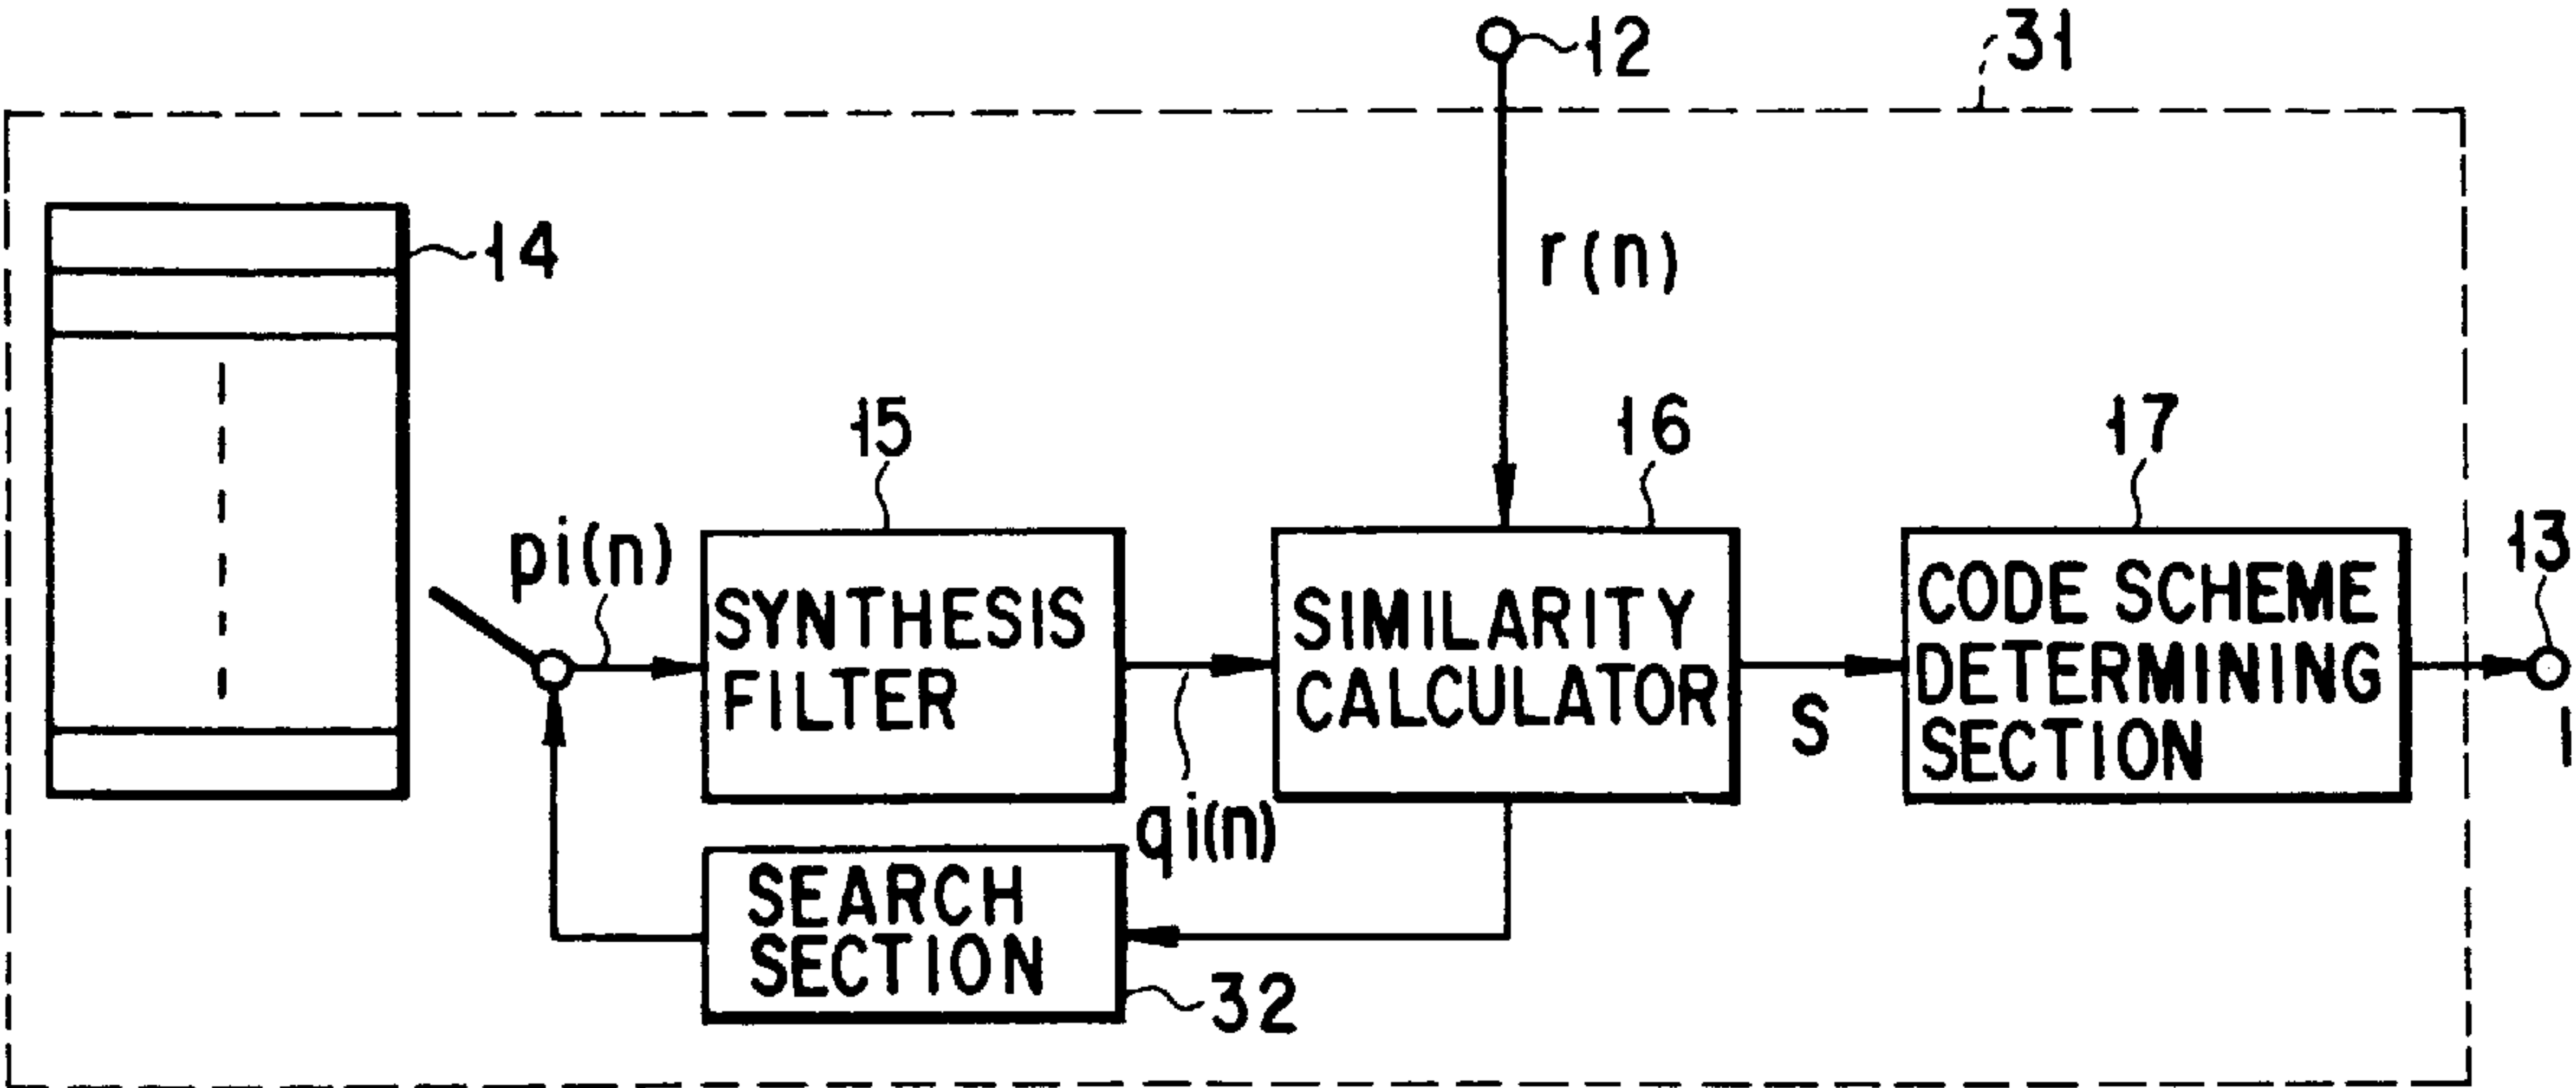 12
31
14
r(n)
15
16
17
pi(n)
13
SYNTHESIS
FILTER
SIMILARITY
CALCULATOR
CODE SCHEME
DETERMINING
SECTION
S
I
qi(n)
SEARCH
SECTION
32